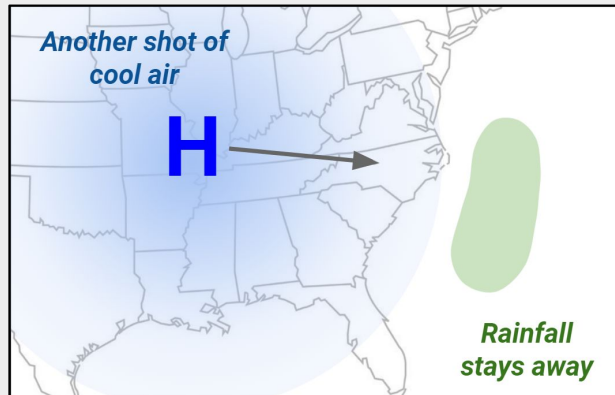 Another shot of
cool air
H
Rainfall
stays away